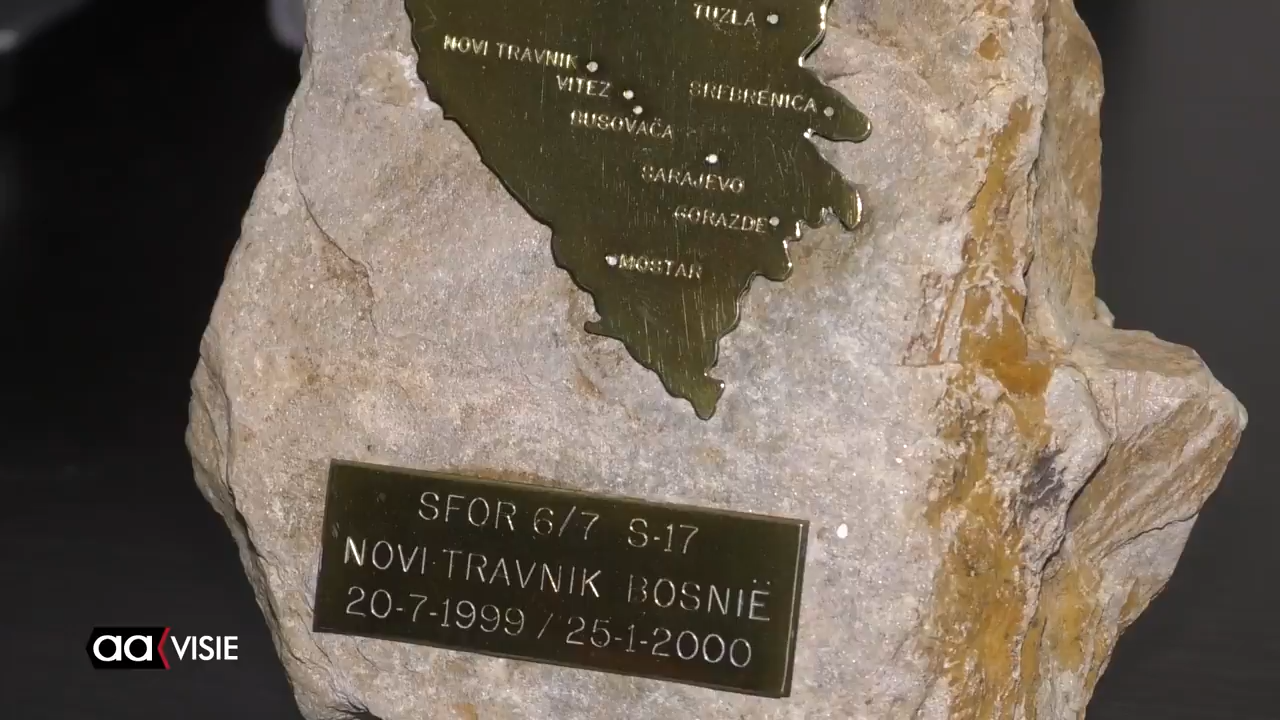 TUZLA
NOVI TRAVNIK
VITEZ
SREBRENICA
BUSOVAČA
SARAJEVO
GORAZDE
MOSTAR
SFOR 6/7 S-17
NOVI TRAVNIK BOSNIË
20-7-1999 / 25-1-2000
aa VISIE